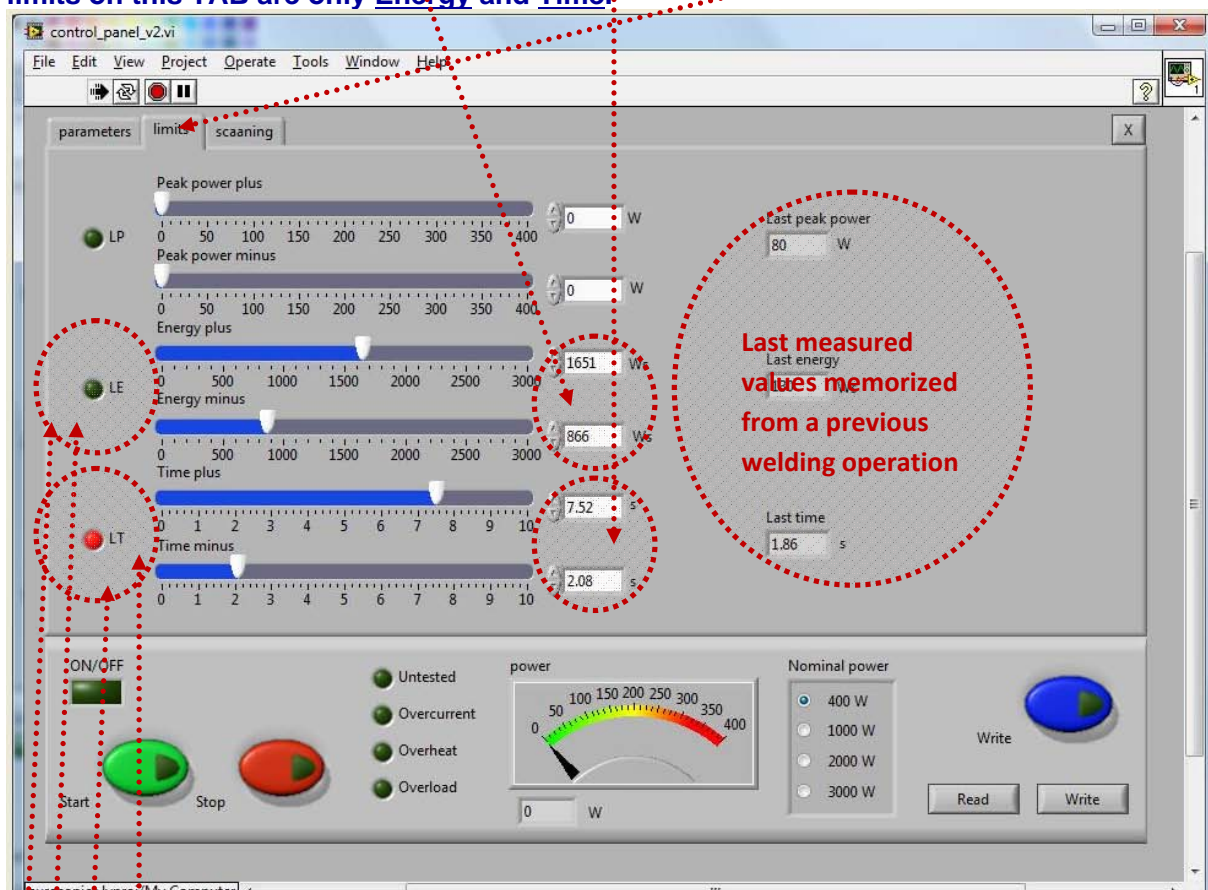 limits on this TAB are only Energy and Time.
control_panel_v2.vi
File Edit View Project Operate Tools Window Help
1
parameters limits scaaning
X
Peak power plus
0 W
LP
0 50 100 150 200 250 300 350 400
Peak power minus
0 W
0 50 100 150 200 250 300 350 400
Energy plus
1651 Ws
LE
0 500 1000 1500 2000 2500 3000
Energy minus
866 Ws
0 500 1000 1500 2000 2500 3000
Time plus
7.52 s
LT
0 1 2 3 4 5 6 7 8 9 10
Time minus
2.08 s
0 1 2 3 4 5 6 7 8 9 10
Last peak power
80 W
Last measured
Last energy
values memorized
Ws
from a previous
welding operation
Last time
1.86 s
ON/OFF
Start
Stop
Untested
Overcurrent
Overheat
Overload
power
0 50 100 150 200 250 300 350 400
0 W
Nominal power
400 W
1000 W
2000 W
3000 W
Write
Read Write
My Computer